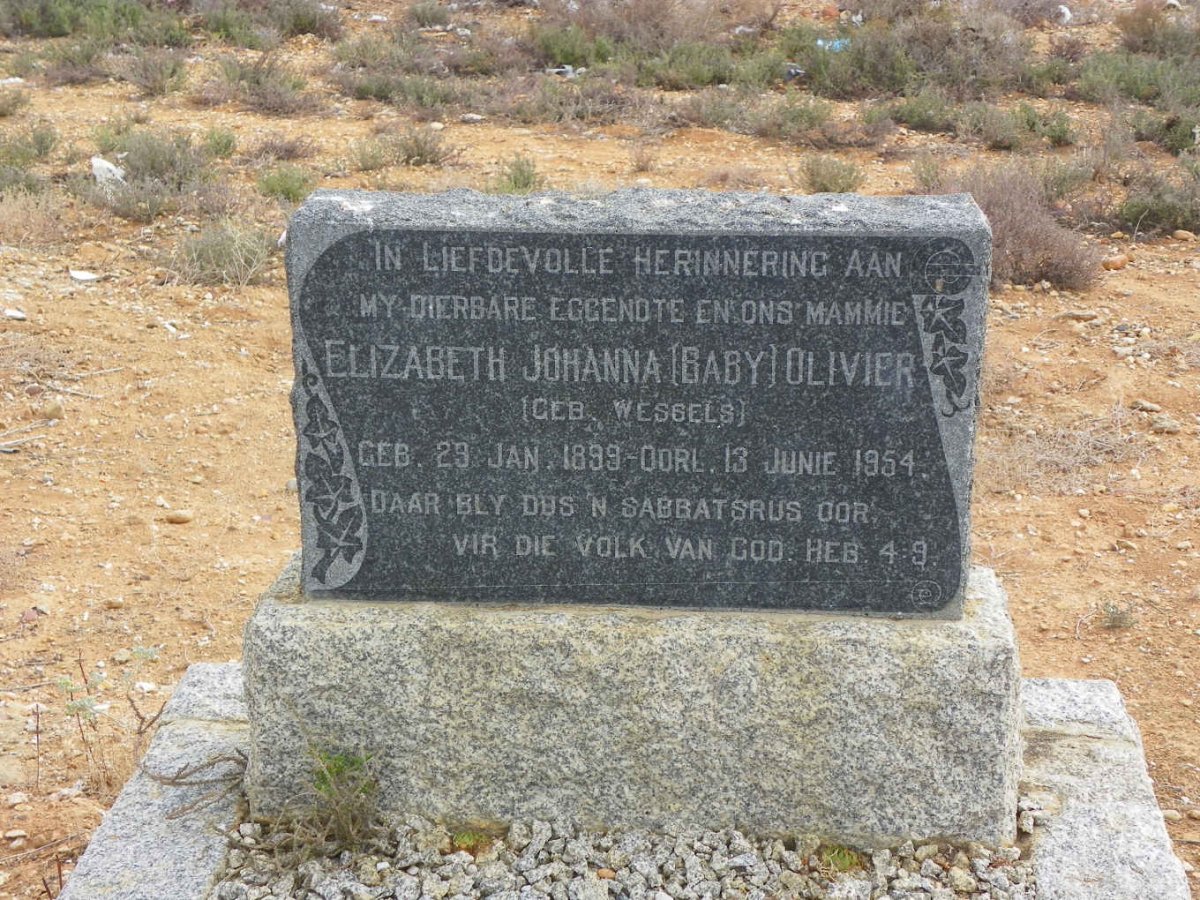 IN LIEFDEVOLLE HERINNERING AAN
MY DIERBARE EGGENOTE EN ONS MAMMIE
ELIZABETH JOHANNA (BABY) OLIVIER
(GEB. WESSELS)
GEB. 29 JAN. 1899 - OORL. 13 JUNIE 1954.
DAAR BLY DUS 'N SABBATSRUS OOR
VIR DIE VOLK VAN GOD. HEB. 4-9.